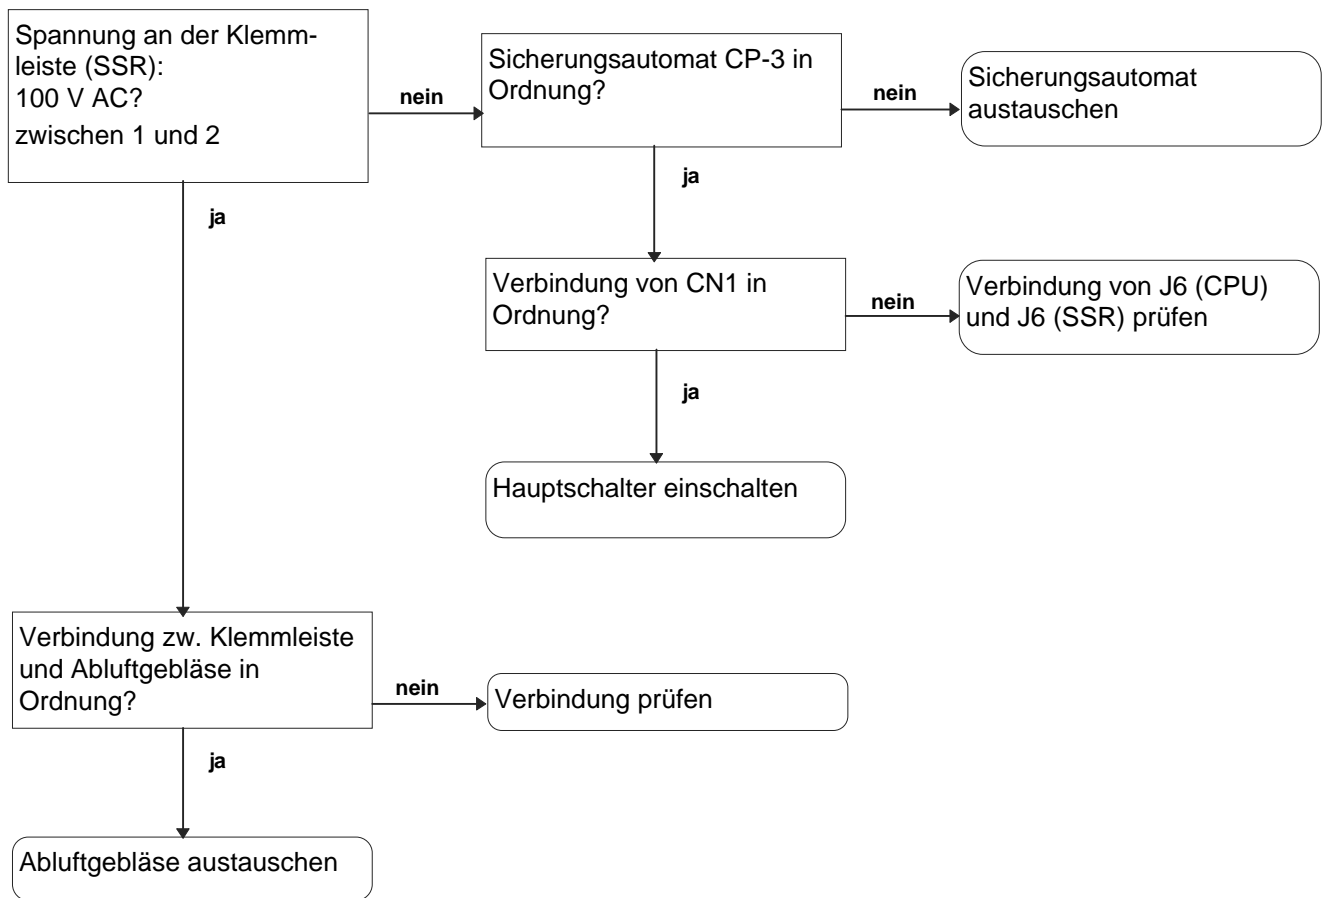 Spannung an der Klemm-
leiste (SSR):
100 V AC?
zwischen 1 und 2
nein
Sicherungsautomat CP-3 in
Ordnung?
nein
Sicherungsautomat
austauschen
ja
ja
Verbindung von CN1 in
Ordnung?
nein
Verbindung von J6 (CPU)
und J6 (SSR) prüfen
ja
Hauptschalter einschalten
Verbindung zw. Klemmleiste
und Abluftgebläse in
Ordnung?
nein
Verbindung prüfen
ja
Abluftgebläse austauschen